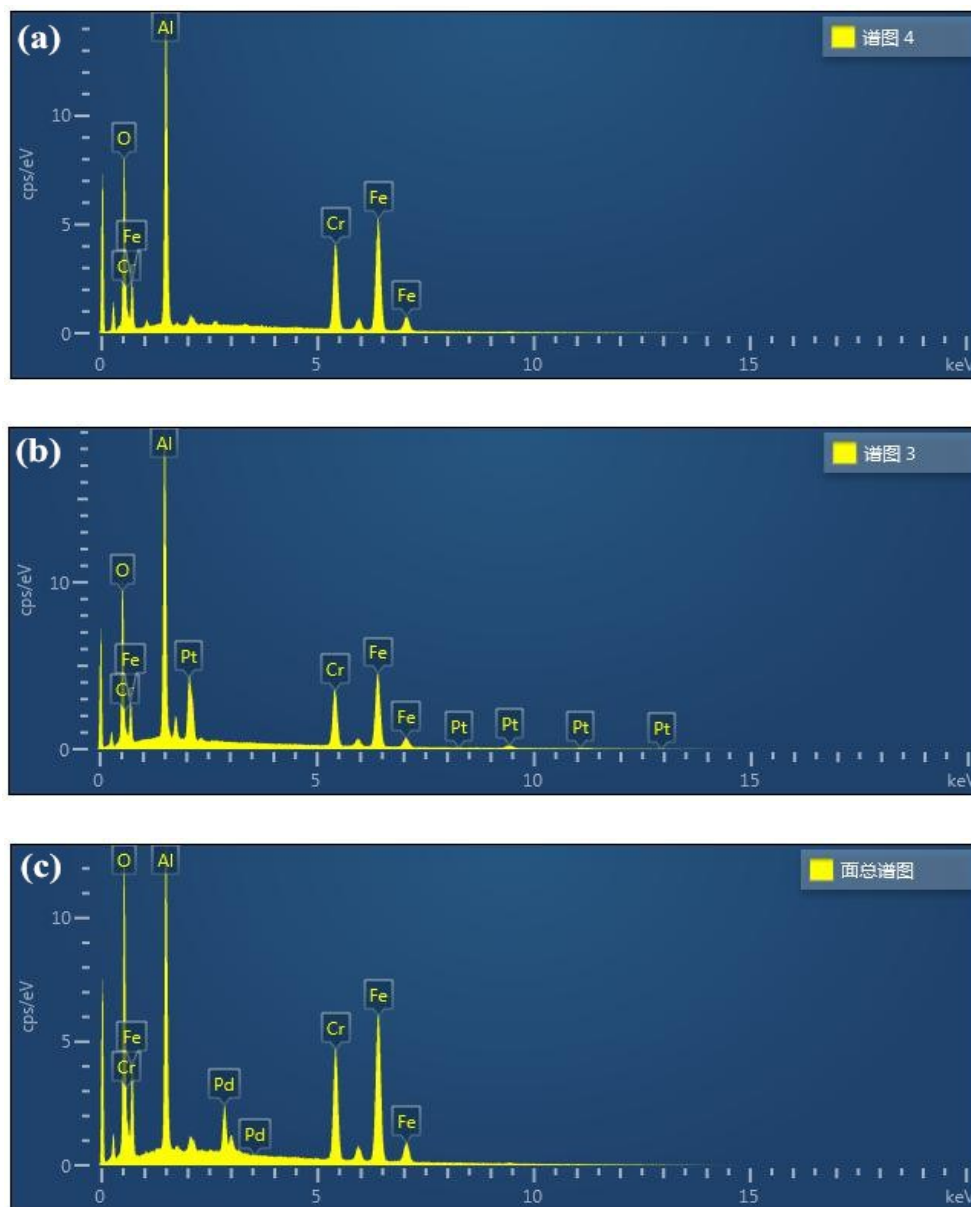 (a)
谱图 4
Al
10
O
cps/eV
5
Fe
Cr
Fe
Cr
Fe
0
0 5 10 15 keV
(b)
谱图 3
Al
cps/eV
10
O
Fe
Pt
Cr
Cr
Fe
Fe
Pt
Pt
Pt
Pt
0
0 5 10 15 keV
(c)
面总谱图
O
Al
10
cps/eV
Fe
5
Cr
Fe
Cr
Pd
Pd
Fe
0
0 5 10 15 keV